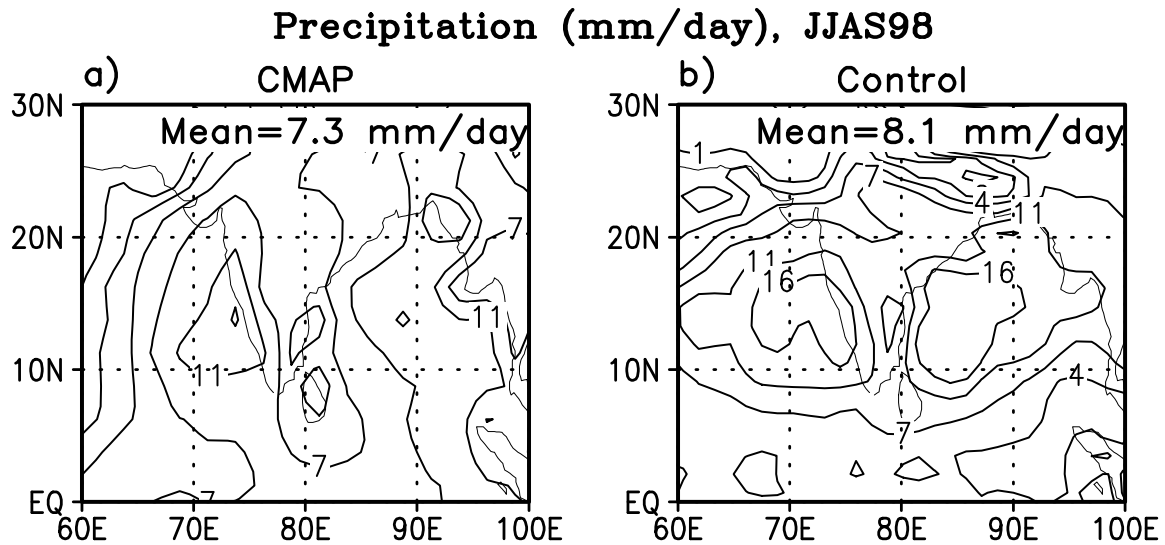 Precipitation (mm/day), JJAS98
a) CMAP
b) Control
30N
Mean=7.3 mm/day
20N
10N
EQ
60E 70E 80E 90E 100E
7
11
11
7
7
30N
Mean=8.1 mm/day
20N
10N
EQ
60E 70E 80E 90E 100E
1
7
4
11
11
16
16
4
7